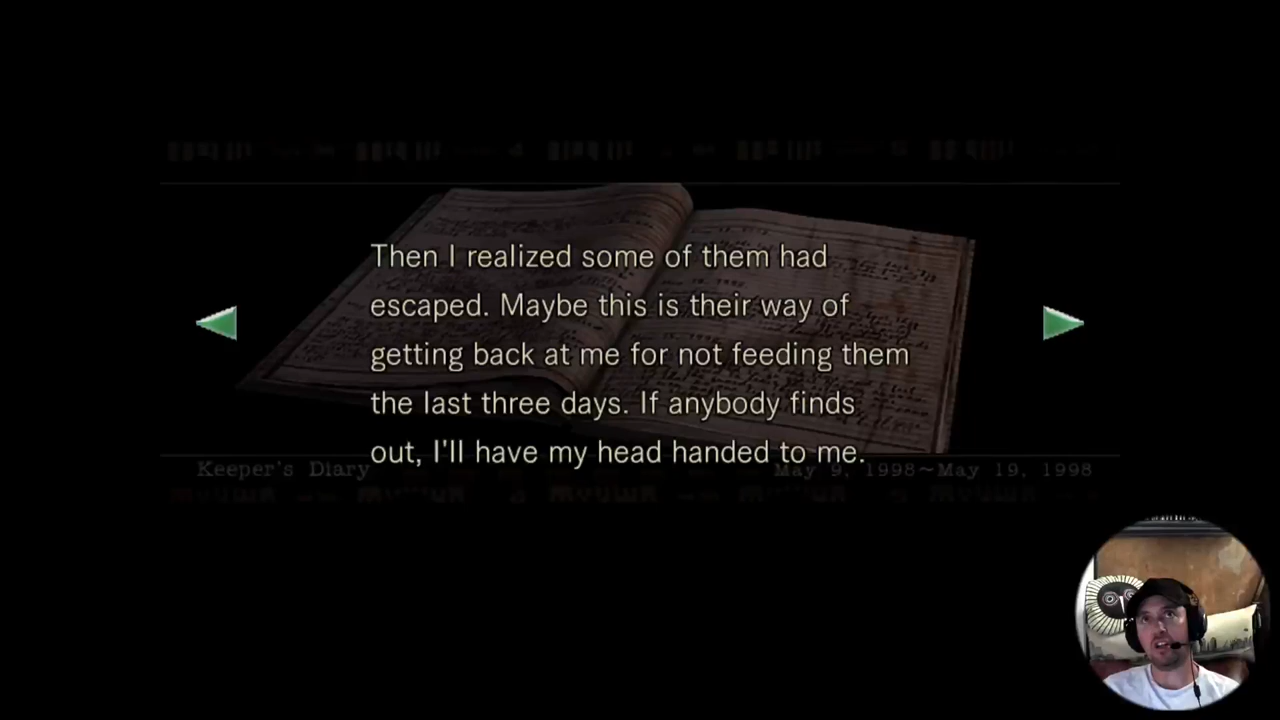 Then I realized some of them had
escaped. Maybe this is their way of
getting back at me for not feeding them
the last three days. If anybody finds
out, I'll have my head handed to me.
Keeper's Diary
May 9, 1998~May 19, 1998